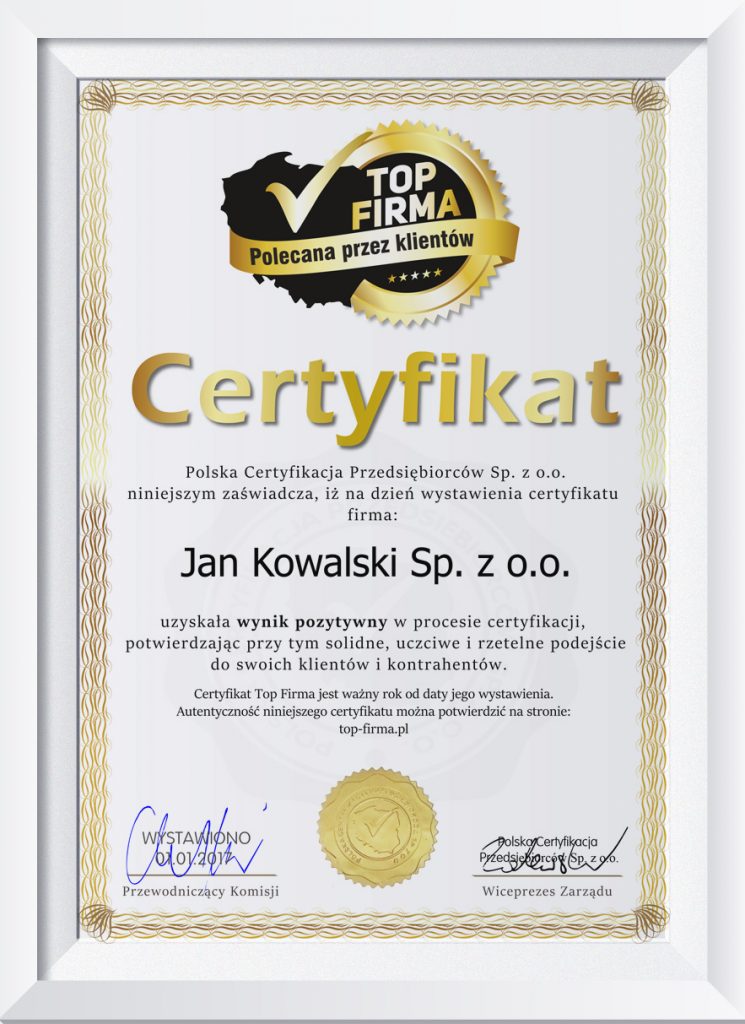 TOP
FIRMA
Polecana przez klientów
Certyfikat
Polska Certyfikacja Przedsiębiorców Sp. z o.o.
niniejszym zaświadcza, iż na dzień wystawienia certyfikatu
firma:
Jan Kowalski Sp. z o.o.
uzyskała wynik pozytywny w procesie certyfikacji,
potwierdzając przy tym solidne, uczciwe i rzetelne podejście
do swoich klientów i kontrahentów.
Certyfikat Top Firma jest ważny rok od daty jego wystawienia.
Autentyczność niniejszego certyfikatu można potwierdzić na stronie:
top-firma.pl
WYSTAWIONO
01.01.2017
Przewodniczący Komisji
Polska Certyfikacja
Przedsiębiorców Sp. z o.o.
Wiceprezes Zarządu